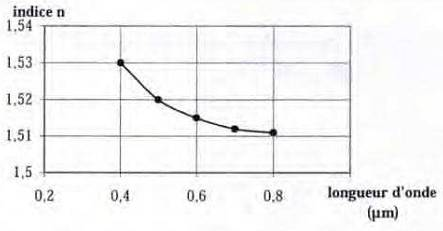 indice n
1,54
1,53
1,52
1,51
1,5
0,2 0,4 0,6 0,8 longueur d'onde
(µm)